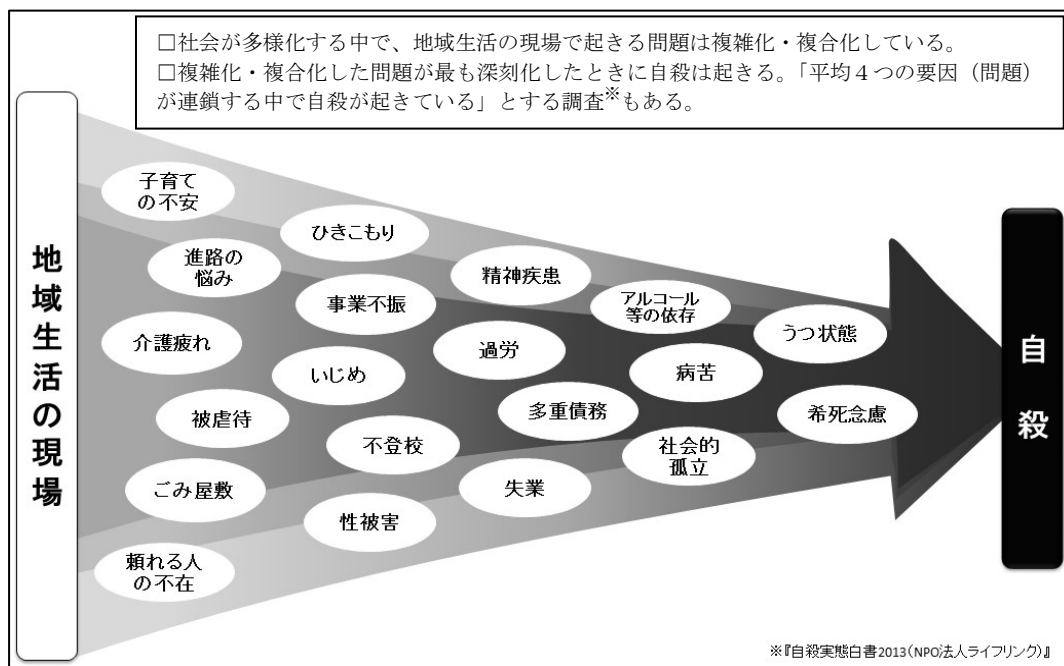 □社会が多様化する中で、地域生活の現場で起きる問題は複雑化・複合化している。
□複雑化・複合化した問題が最も深刻化したときに自殺は起きる。「平均４つの要因（問題）
が連鎖する中で自殺が起きている」とする調査※もある。
地域生活の現場
子育て
の不安
進路の
悩み
介護疲れ
被虐待
ごみ屋敷
頼れる人
の不在
ひきこもり
事業不振
いじめ
不登校
性被害
精神疾患
過労
多重債務
失業
アルコール
等の依存
病苦
社会的
孤立
うつ状態
希死念慮
自殺
※『自殺実態白書2013（NPO法人ライフリンク）』